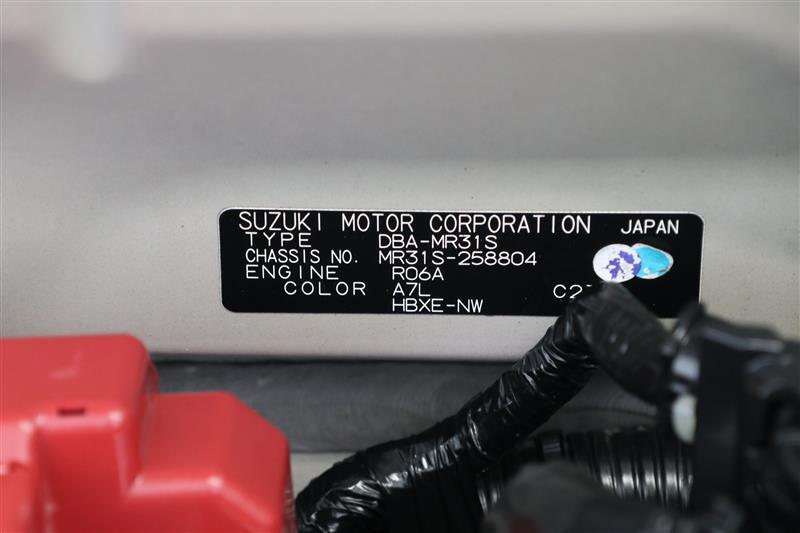 SUZUKI MOTOR CORPORATION JAPAN
TYPE DBA-MR31S
CHASSIS NO. MR31S-258804
ENGINE R06A
COLOR A7L
HBXE-NW